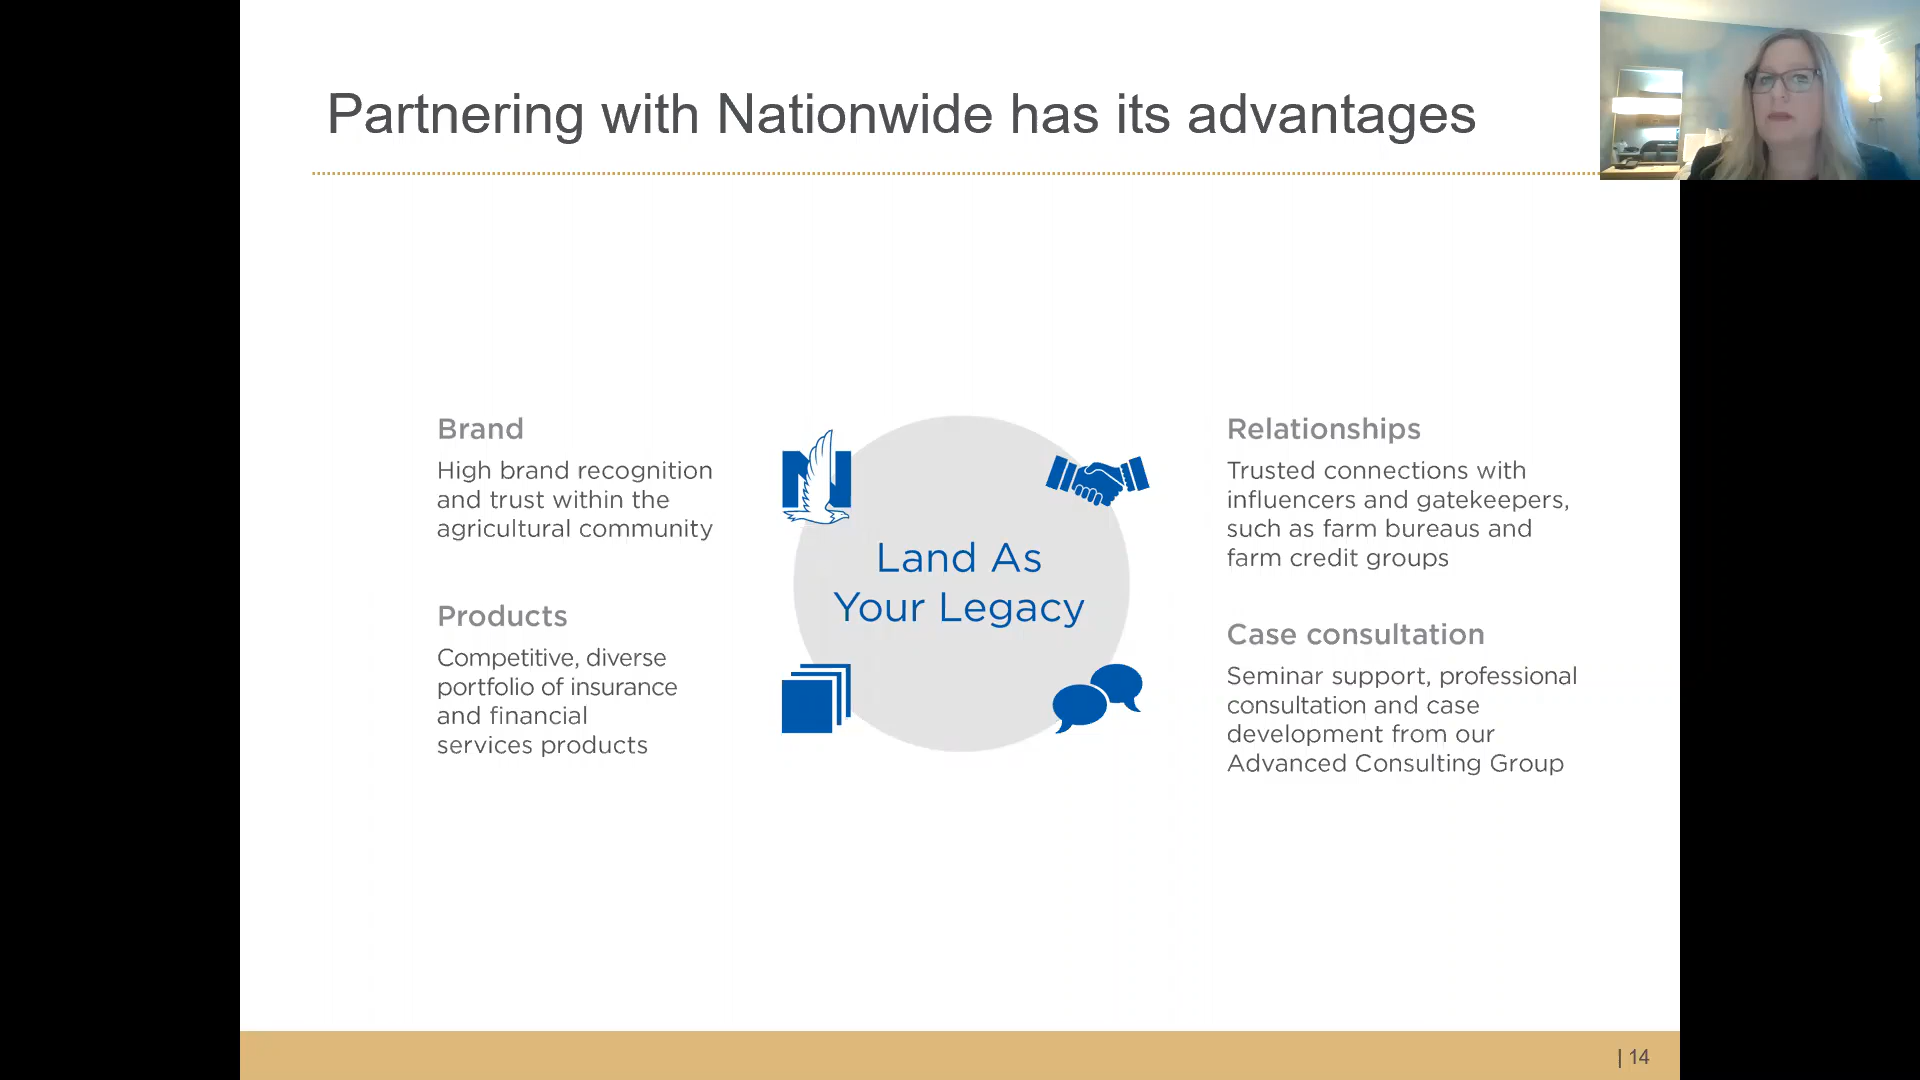 Partnering with Nationwide has its advantages
Brand
High brand recognition
and trust within the
agricultural community
Products
Competitive, diverse
portfolio of insurance
and financial
services products
Land As
Your Legacy
Relationships
Trusted connections with
influencers and gatekeepers,
such as farm bureaus and
farm credit groups
Case consultation
Seminar support, professional
consultation and case
development from our
Advanced Consulting Group
| 14